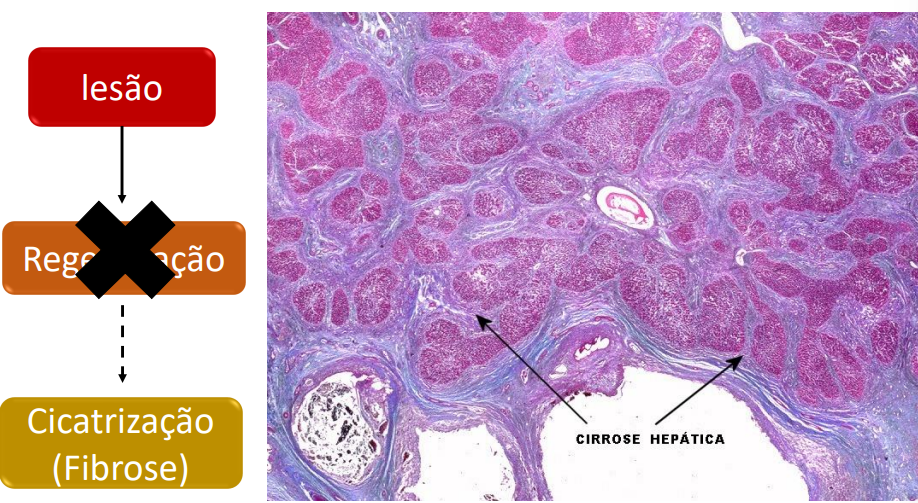 lesão
Rege ação
Cicatrização
(Fibrose)
CIRROSE HEPÁTICA